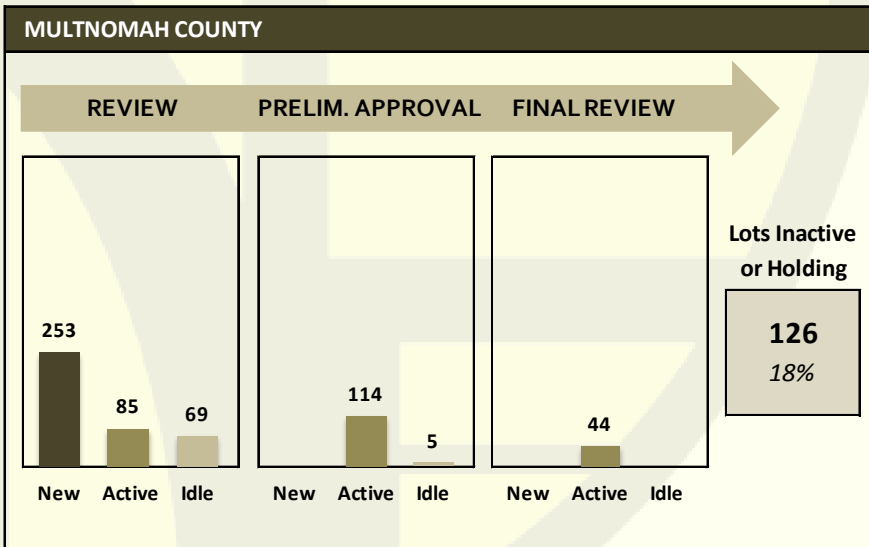 MULTNOMAH COUNTY
REVIEW PRELIM. APPROVAL FINAL REVIEW
253
85
69
New Active Idle
114
5
New Active Idle
44
New Active Idle
Lots Inactive
or Holding
126
18%